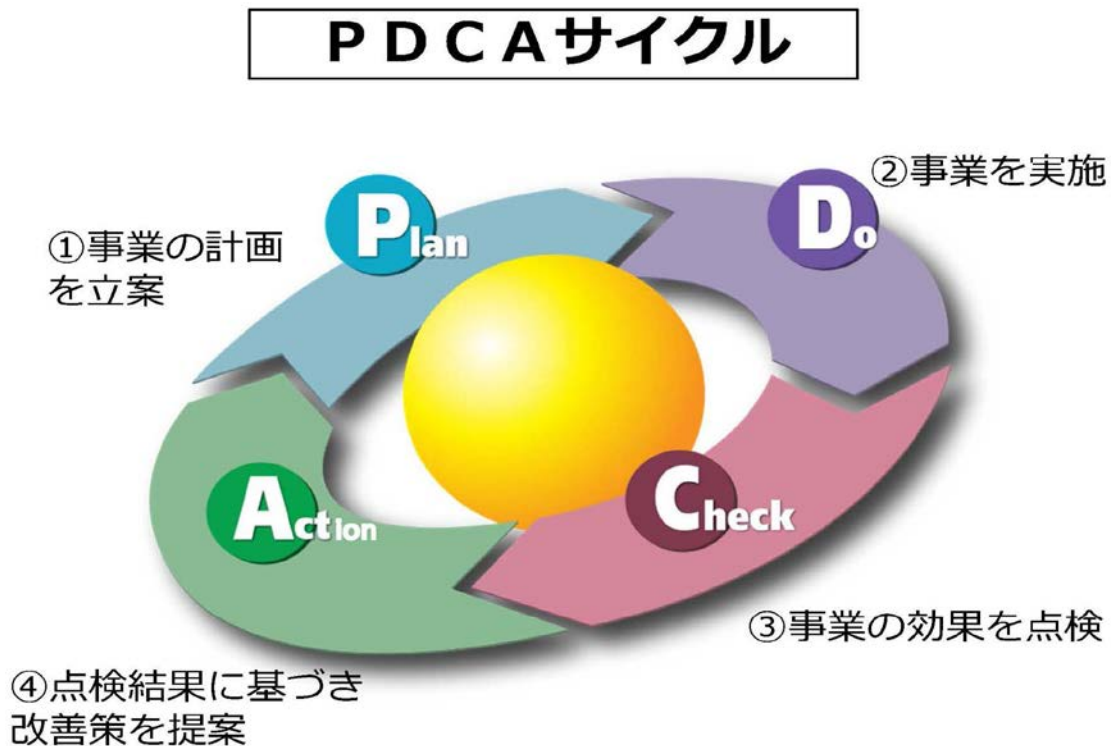 ＰＤＣＡサイクル
Plan
①事業の計画
を立案
Do
②事業を実施
Check
③事業の効果を点検
Action
④点検結果に基づき
改善策を提案